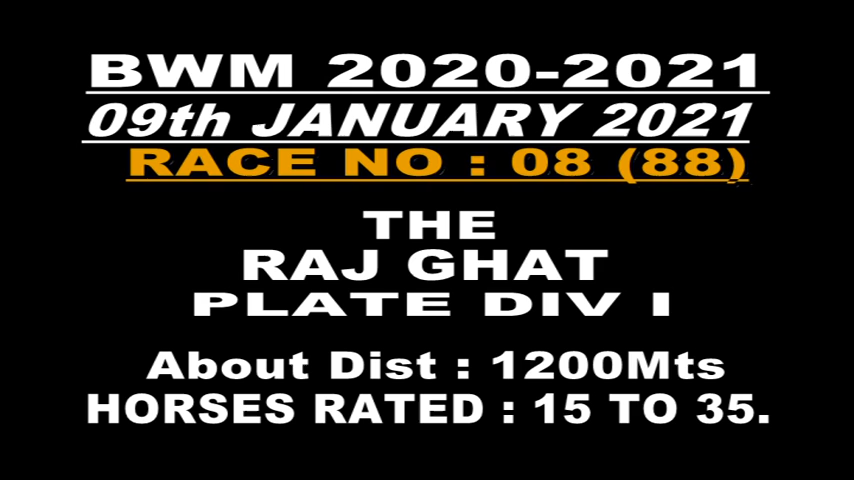 BWM 2020-2021
09th JANUARY 2021
RACE NO : 08 (88)
THE
RAJ GHAT
PLATE DIV I
About Dist : 1200Mts
HORSES RATED : 15 TO 35.